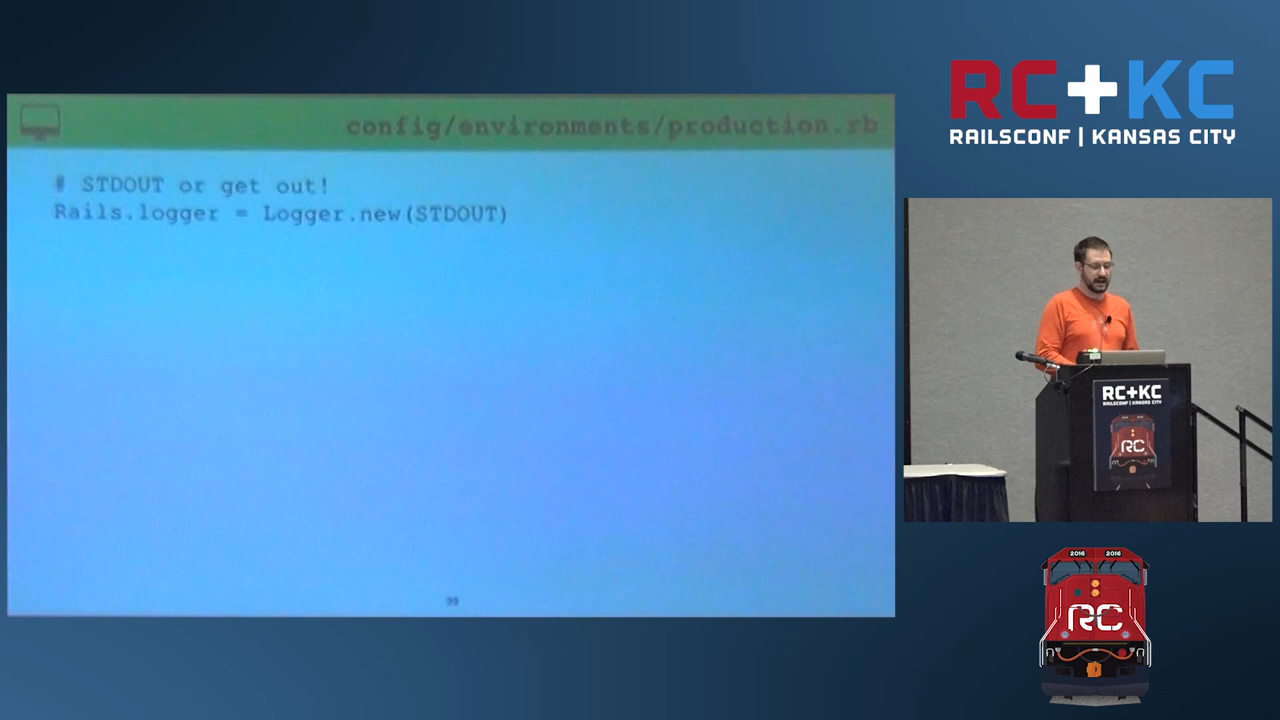 config/environments/production.rb
# STDOUT or get out!
Rails.logger = Logger.new(STDOUT)
39
RC+KC
RAILSCONF | KANSAS CITY
RC+KC
RAILSCONF | KANSAS CITY
RC
2016 2016
RC